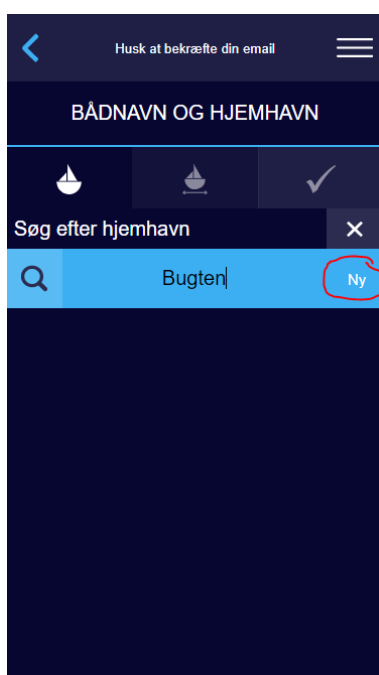 Husk at bekræfte din email
BÅDNAVN OG HJEMHAVN
Søg efter hjemhavn
Bugten
Ny